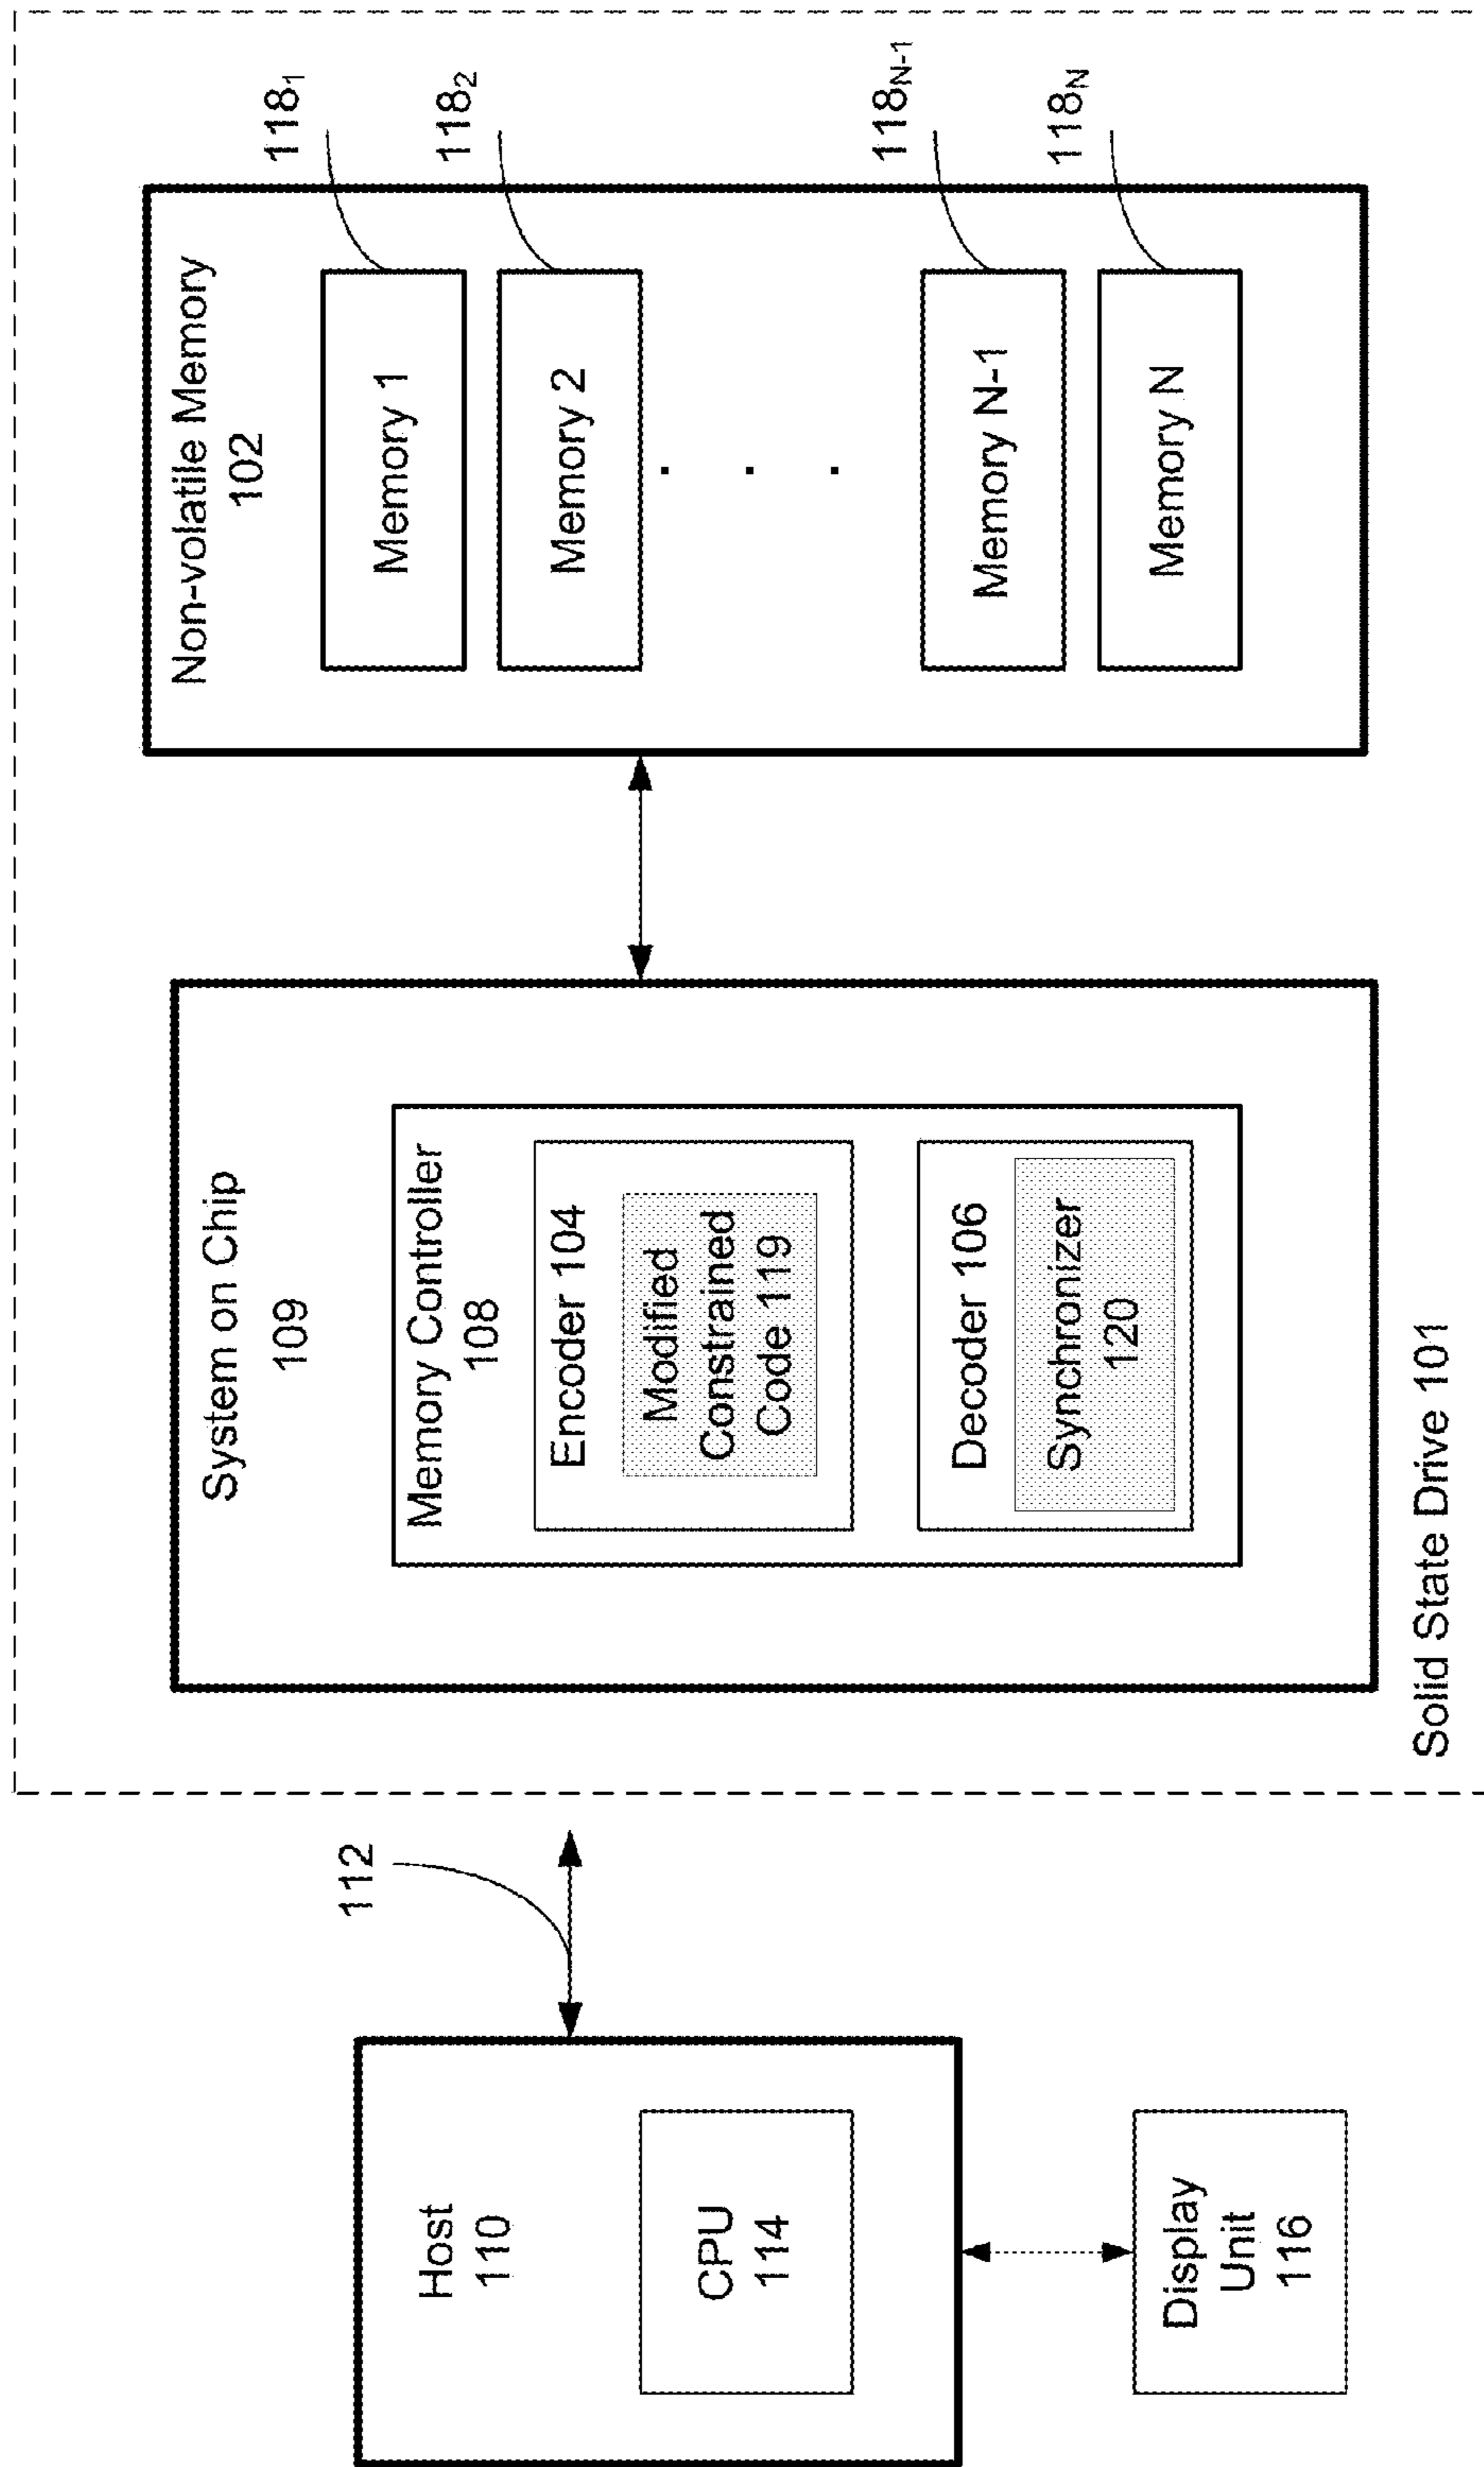 Host
110
CPU
114
Display
Unit
116
112
System on Chip
109
Memory Controller
108
Encoder 104
Modified
Constrained
Code 119
Decoder 106
Synchronizer
120
Solid State Drive 101
Non-volatile Memory
102
Memory 1
Memory 2
. . .
Memory N-1
Memory N
118₁
118₂
118N-1
118N